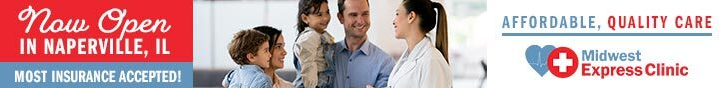 Now Open
IN NAPERVILLE, IL
MOST INSURANCE ACCEPTED!
AFFORDABLE, QUALITY CARE
Midwest
Express Clinic